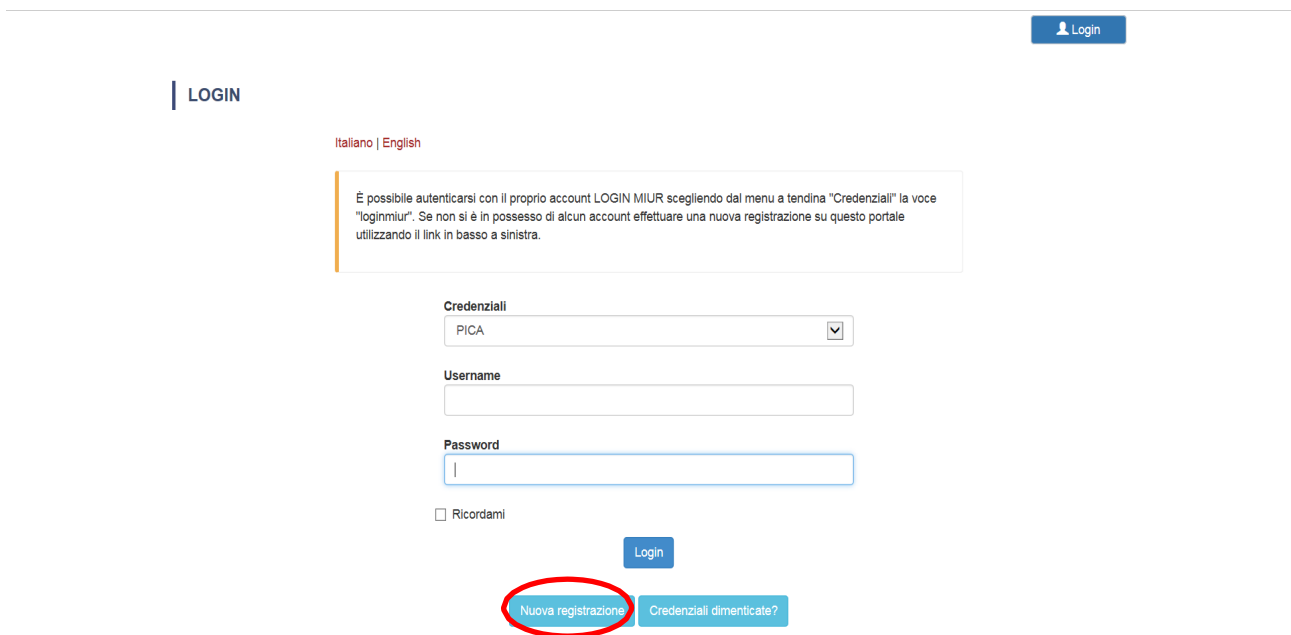 Login
LOGIN
Italiano | English
È possibile autenticarsi con il proprio account LOGIN MIUR scegliendo dal menu a tendina "Credenziali" la voce
"loginmiur". Se non si è in possesso di alcun account effettuare una nuova registrazione su questo portale
utilizzando il link in basso a sinistra.
Credenziali
PICA
Username
Password
Ricordami
Login
Nuova registrazione Credenziali dimenticate?